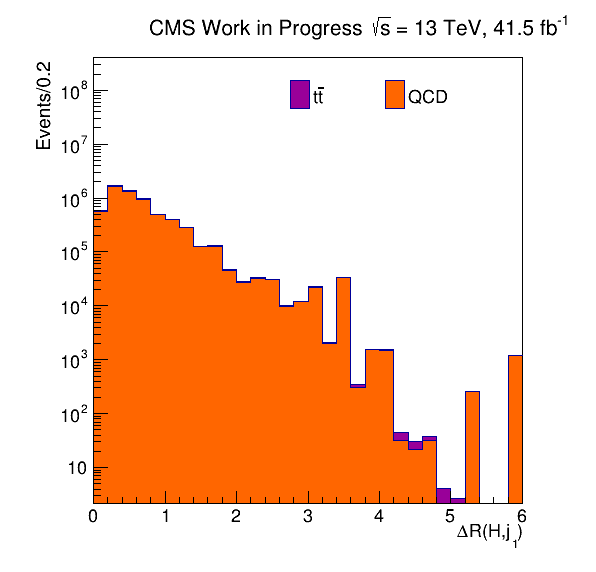 CMS Work in Progress √s = 13 TeV, 41.5 fb⁻¹
Events/0.2
tt̄ QCD
10⁸
10⁷
10⁶
10⁵
10⁴
10³
10²
10
0 1 2 3 4 5 6
ΔR(H,j₁)